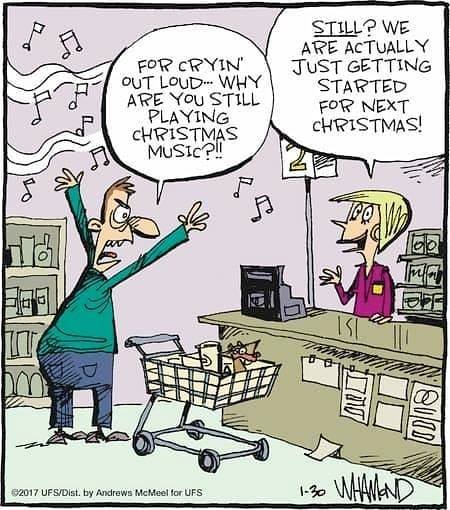 FOR CRYIN'
OUT LOUD... WHY
ARE YOU STILL
PLAYING
CHRISTMAS
MUSIC?!!
STILL? WE
ARE ACTUALLY
JUST GETTING
STARTED
FOR NEXT
CHRISTMAS!
2
©2017 UFS/Dist. by Andrews McMeel for UFS
1-30 WHAMOND